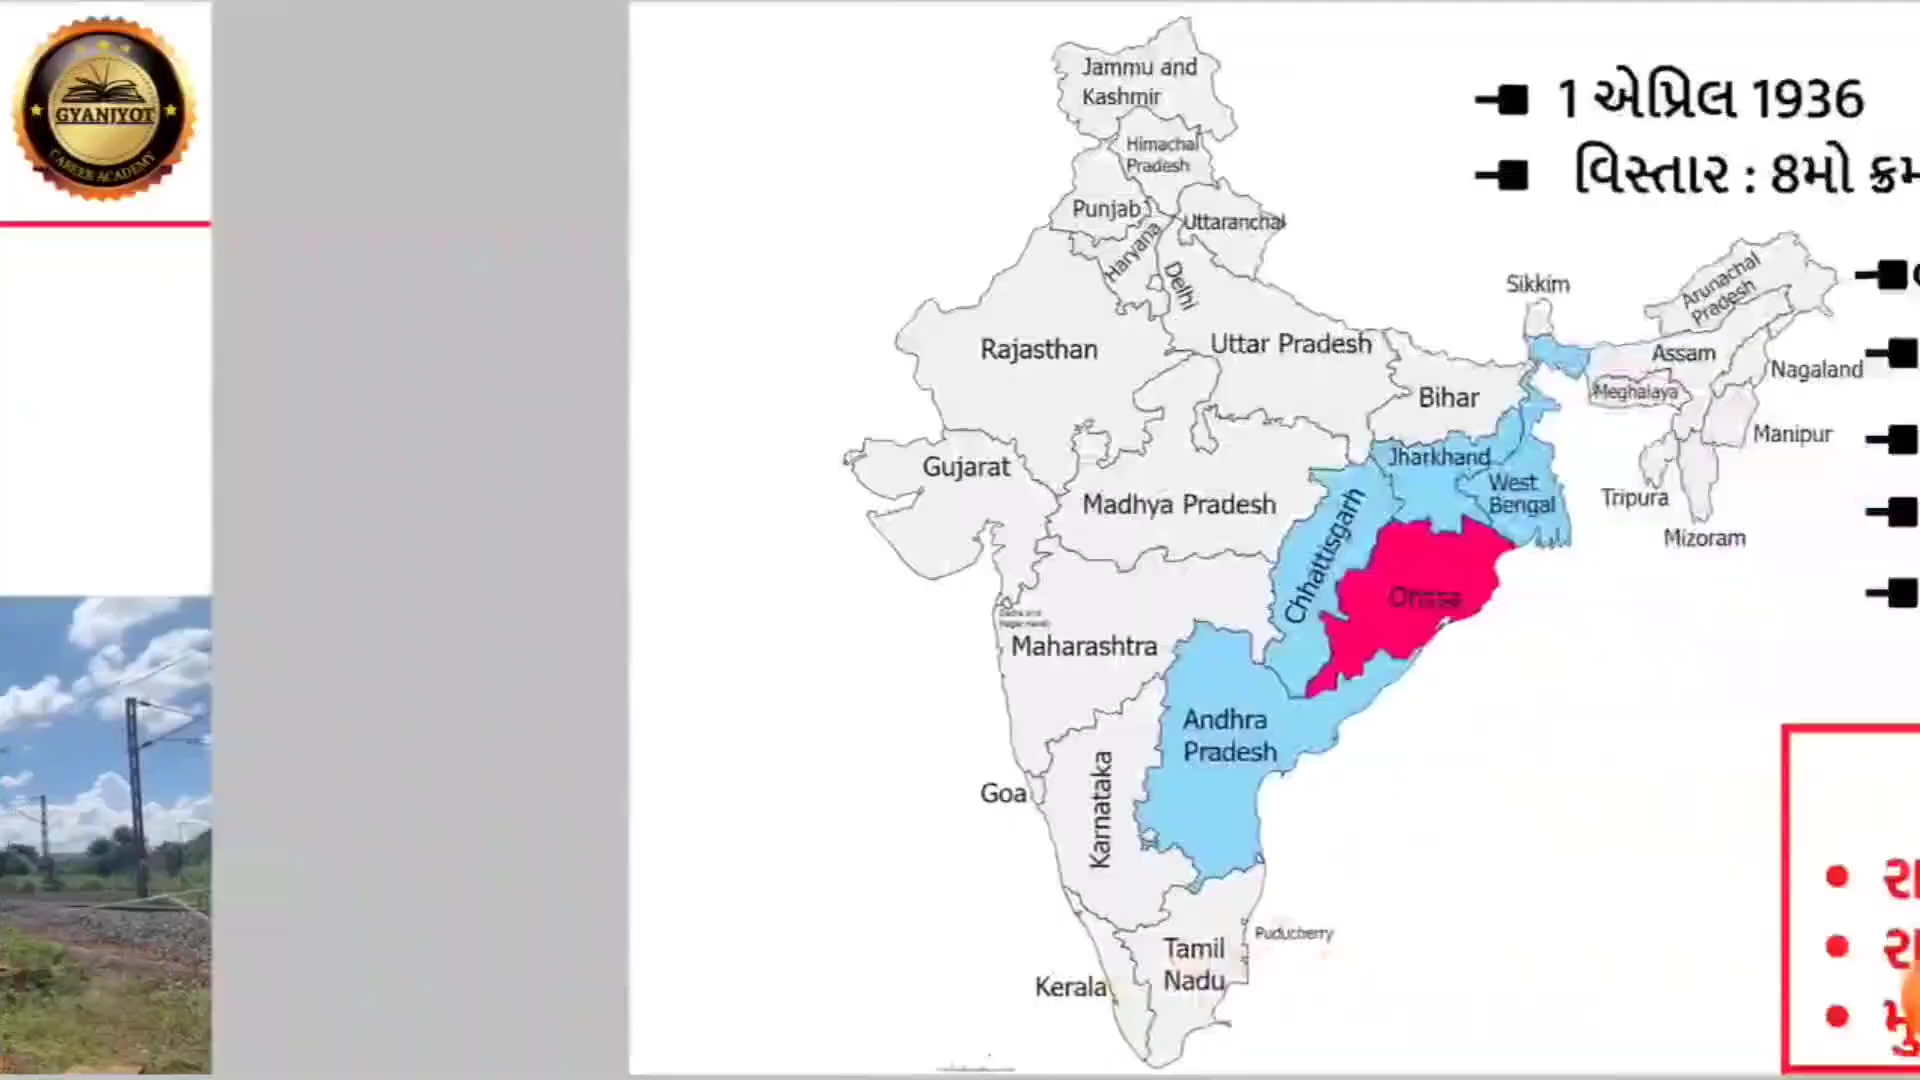 GYANJYOT
CAREER ACADEMY
1 એપ્રિલ 1936
વિસ્તાર : 8મો ક્રમ
Jammu and
Kashmir
Himachal
Pradesh
Punjab
Uttaranchal
Haryana
Delhi
Sikkim
Arunachal
Pradesh
Rajasthan
Uttar Pradesh
Assam
Nagaland
Meghalaya
Bihar
Manipur
Gujarat
Jharkhand
Madhya Pradesh
West
Bengal
Tripura
Mizoram
Chhattisgarh
Orissa
Maharashtra
Andhra
Pradesh
Goa
Karnataka
Puducherry
Tamil
Nadu
Kerala